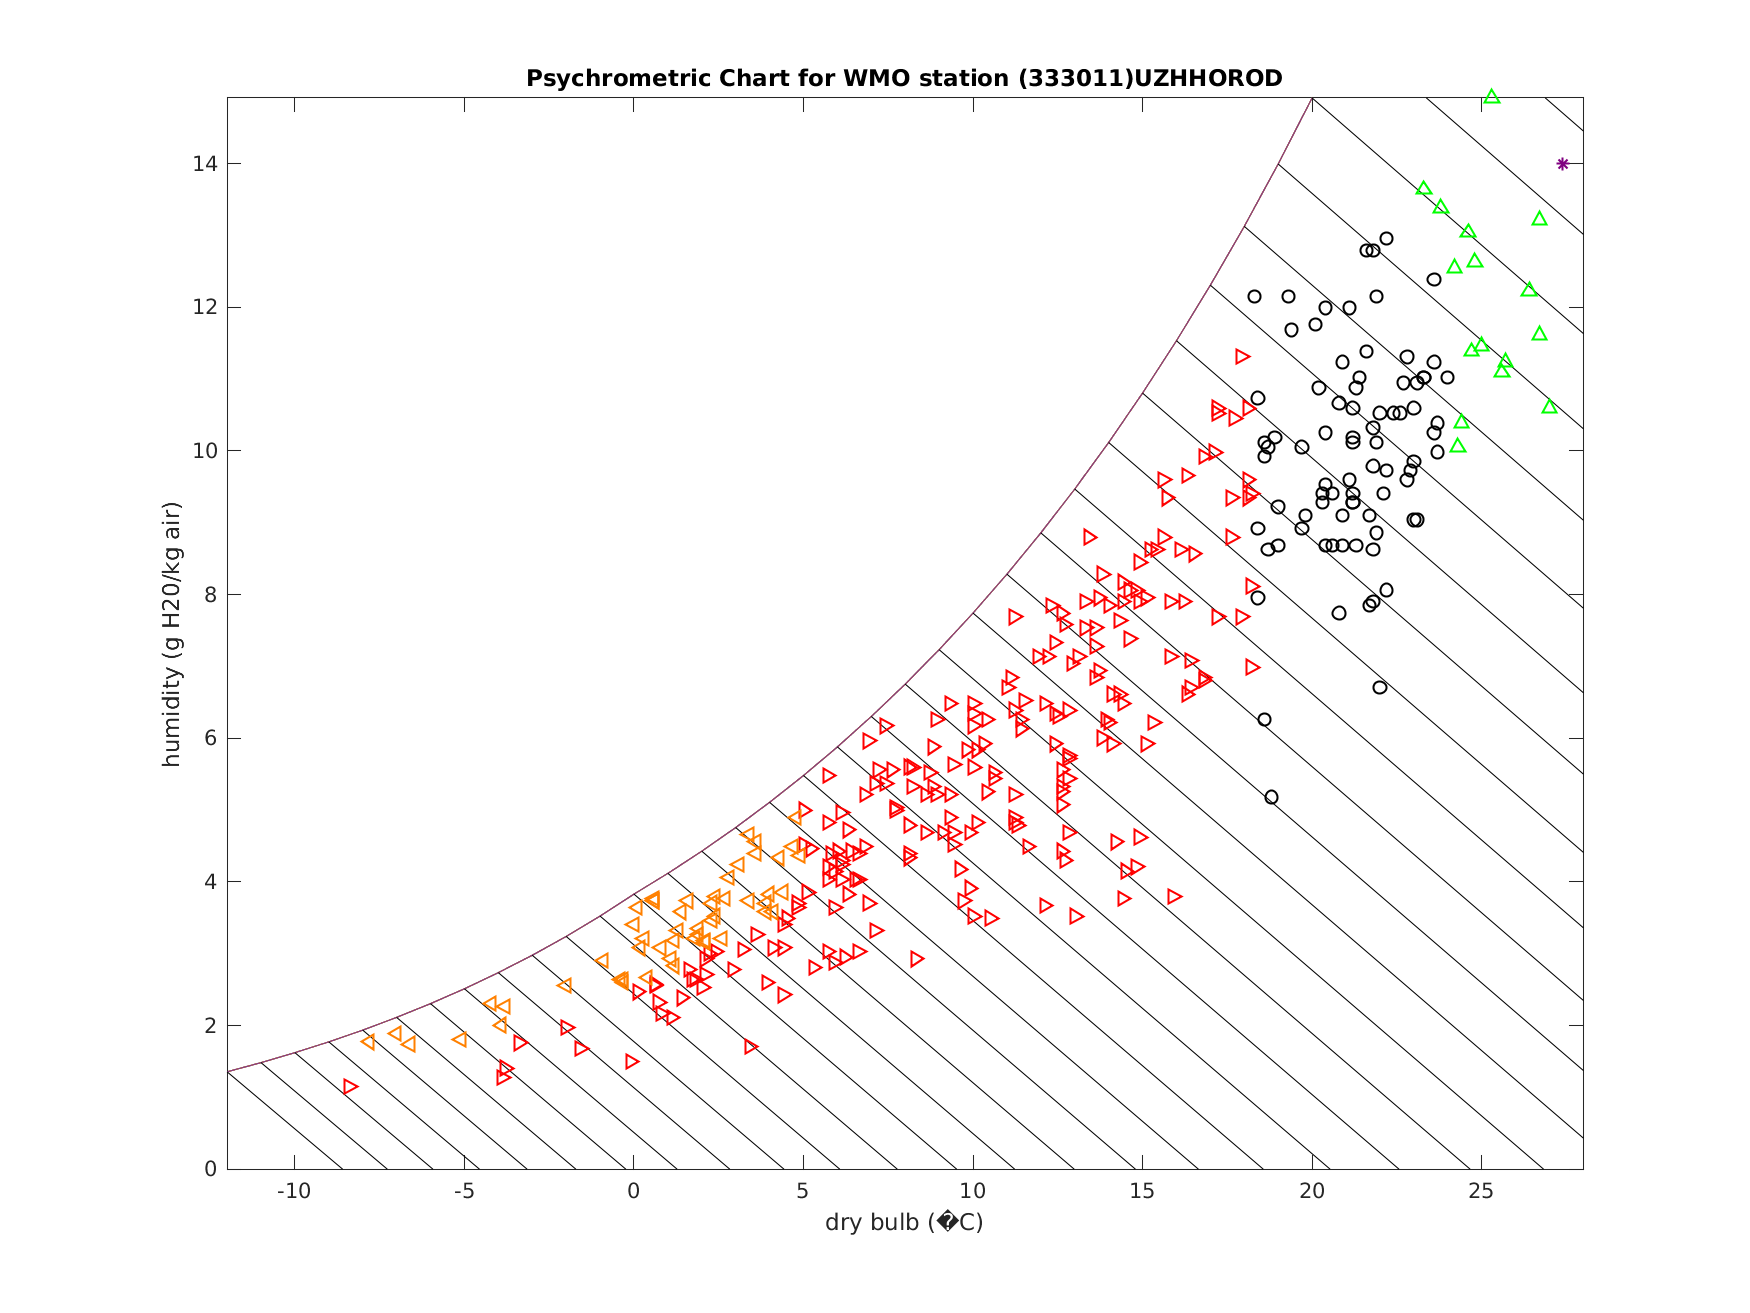 Psychrometric Chart for WMO station (333011)UZHHOROD
14
12
10
8
6
4
2
0
humidity (g H20/kg air)
-10 -5 0 5 10 15 20 25
dry bulb (�C)